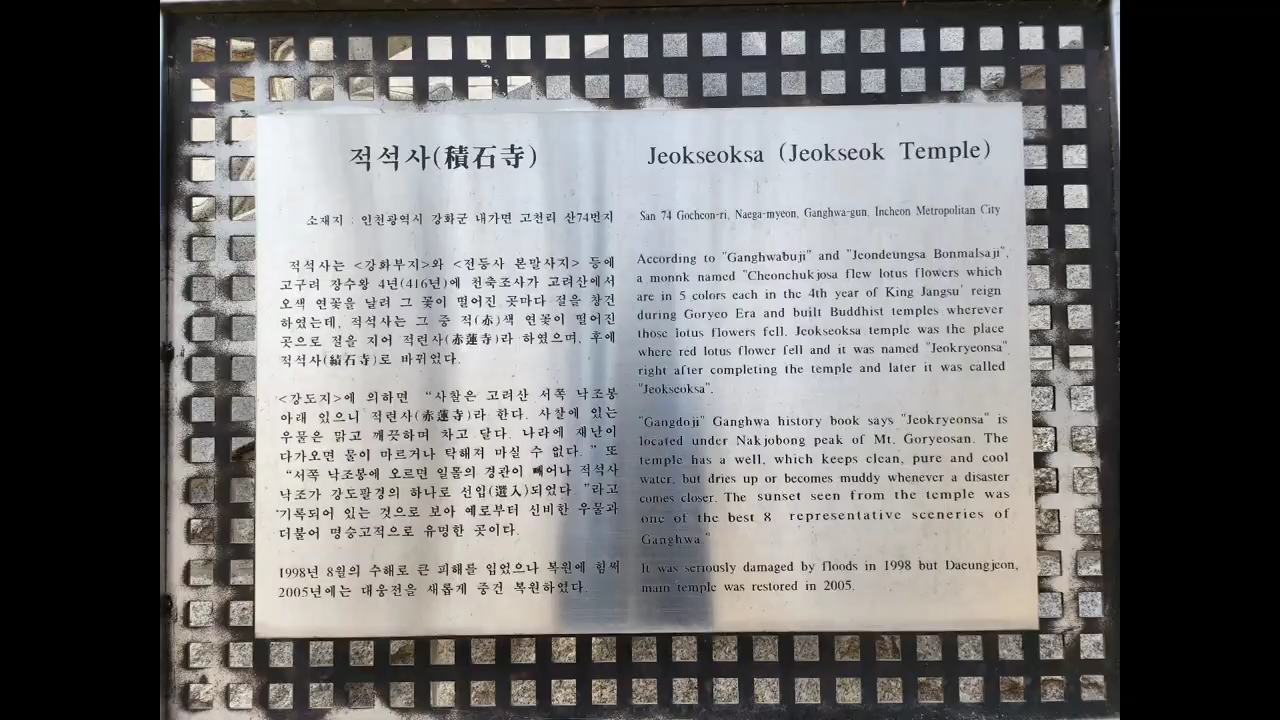 적석사(積石寺)
소재지 : 인천광역시 강화군 내가면 고천리 산74번지
적석사는 <강화부지>와 <전등사 본말사지> 등에
고구려 장수왕 4년(416년)에 천축조사가 고려산에서
오색 연꽃을 날려 그 꽃이 떨어진 곳마다 절을 창건
하였는데, 적석사는 그 중 적(赤)색 연꽃이 떨어진
곳으로 절을 지어 적련사(赤蓮寺)라 하였으며, 후에
적석사(績石寺)로 바뀌었다.
<강도지>에 의하면 “사찰은 고려산 서쪽 낙조봉
아래 있으니 적련사(赤蓮寺)라 한다. 사찰에 있는
우물은 맑고 깨끗하며 차고 달다. 나라에 재난이
다가오면 물이 마르거나 탁해져 마실 수 없다. ” 또
“서쪽 낙조봉에 오르면 일몰의 경관이 빼어나 적석사
낙조가 강도팔경의 하나로 선입(選入)되었다. ”라고
기록되어 있는 것으로 보아 예로부터 신비한 우물과
더불어 명승고적으로 유명한 곳이다.
1998년 8월의 수해로 큰 피해를 입었으나 복원에 힘써
2005년에는 대웅전을 새롭게 중건 복원하였다.
Jeokseoksa (Jeokseok Temple)
San 74 Gocheon-ri, Naega-myeon, Ganghwa-gun, Incheon Metropolitan City
According to "Ganghwabuji" and "Jeondeungsa Bonmalsaji",
a monnk named "Cheonchukjosa flew lotus flowers which
are in 5 colors each in the 4th year of King Jangsu' reign
during Goryeo Era and built Buddhist temples wherever
those lotus flowers fell. Jeokseoksa temple was the place
where red lotus flower fell and it was named "Jeokryeonsa"
right after completing the temple and later it was called
"Jeokseoksa".
"Gangdoji" Ganghwa history book says "Jeokryeonsa" is
located under Nakjobong peak of Mt. Goryeosan. The
temple has a well, which keeps clean, pure and cool
water, but dries up or becomes muddy whenever a disaster
comes closer. The sunset seen from the temple was
one of the best 8 representative sceneries of
Ganghwa."
It was seriously damaged by floods in 1998 but Daeungjeon,
main temple was restored in 2005.